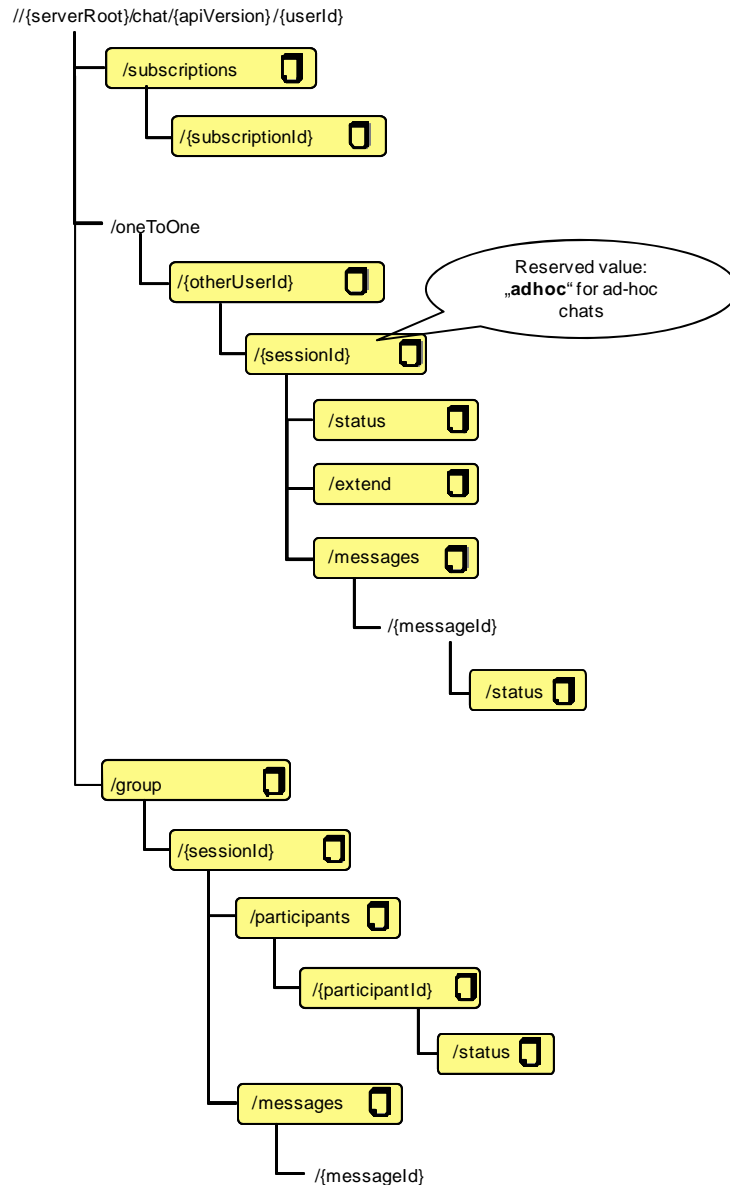 //{serverRoot}/chat/{apiVersion}/{userId}
/subscriptions
/{subscriptionId}
/oneToOne
/{otherUserId}
Reserved value:
„adhoc“ for ad-hoc
chats
/{sessionId}
/status
/extend
/messages
/{messageId}
/status
/group
/{sessionId}
/participants
/{participantId}
/status
/messages
/{messageId}